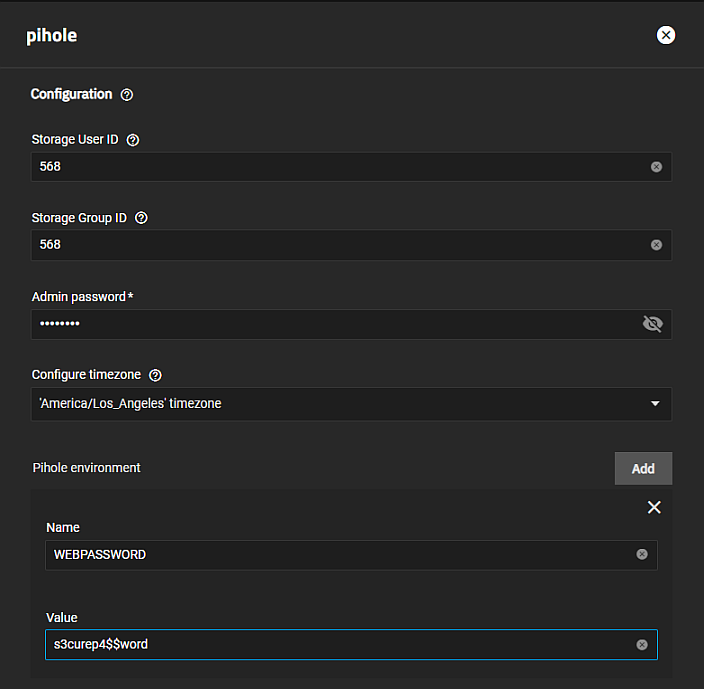 pihole
Configuration
Storage User ID
568
Storage Group ID
568
Admin password*
••••••••
Configure timezone
'America/Los_Angeles' timezone
Pihole environment
Add
Name
WEBPASSWORD
Value
s3curep4$$word